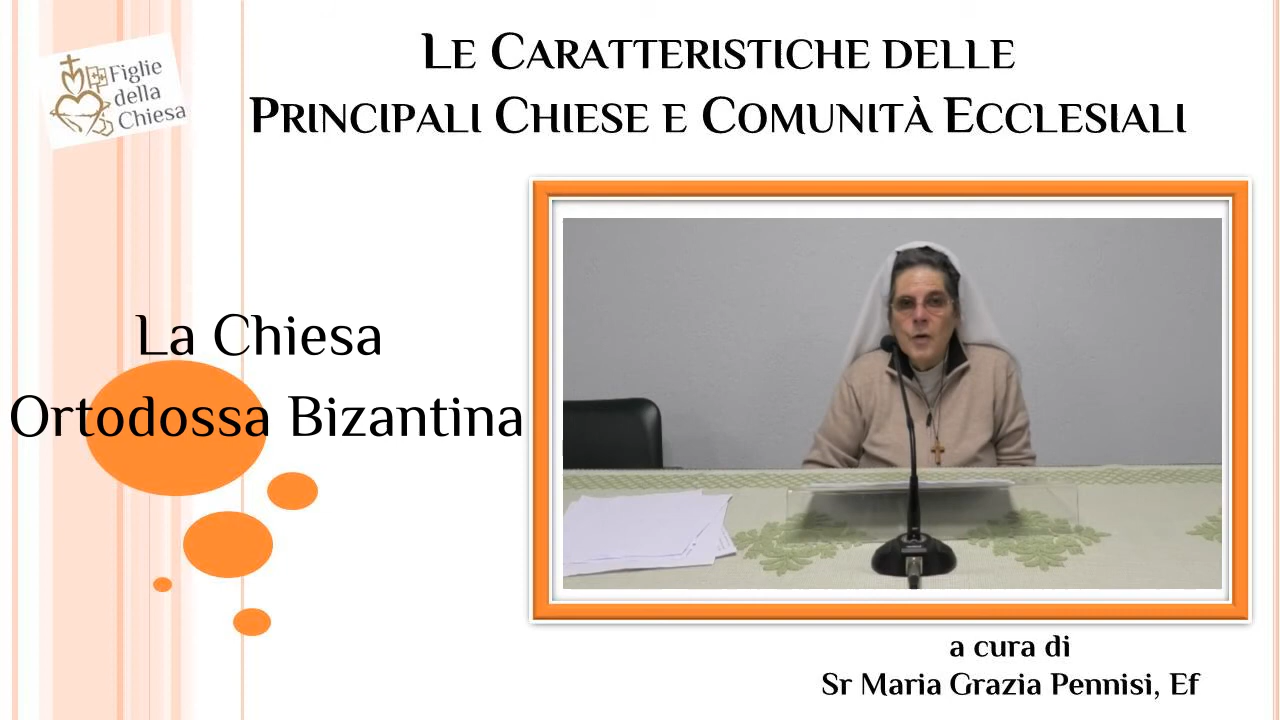 Figlie
della
Chiesa
Le Caratteristiche delle
Principali Chiese e Comunità Ecclesiali
La Chiesa
Ortodossa Bizantina
a cura di
Sr Maria Grazia Pennisi, Ef